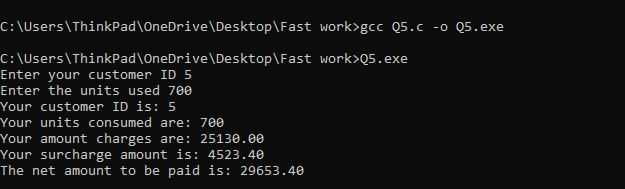 C:\Users\ThinkPad\OneDrive\Desktop\Fast work>gcc Q5.c -o Q5.exe
C:\Users\ThinkPad\OneDrive\Desktop\Fast work>Q5.exe
Enter your customer ID 5
Enter the units used 700
Your customer ID is: 5
Your units consumed are: 700
Your amount charges are: 25130.00
Your surcharge amount is: 4523.40
The net amount to be paid is: 29653.40